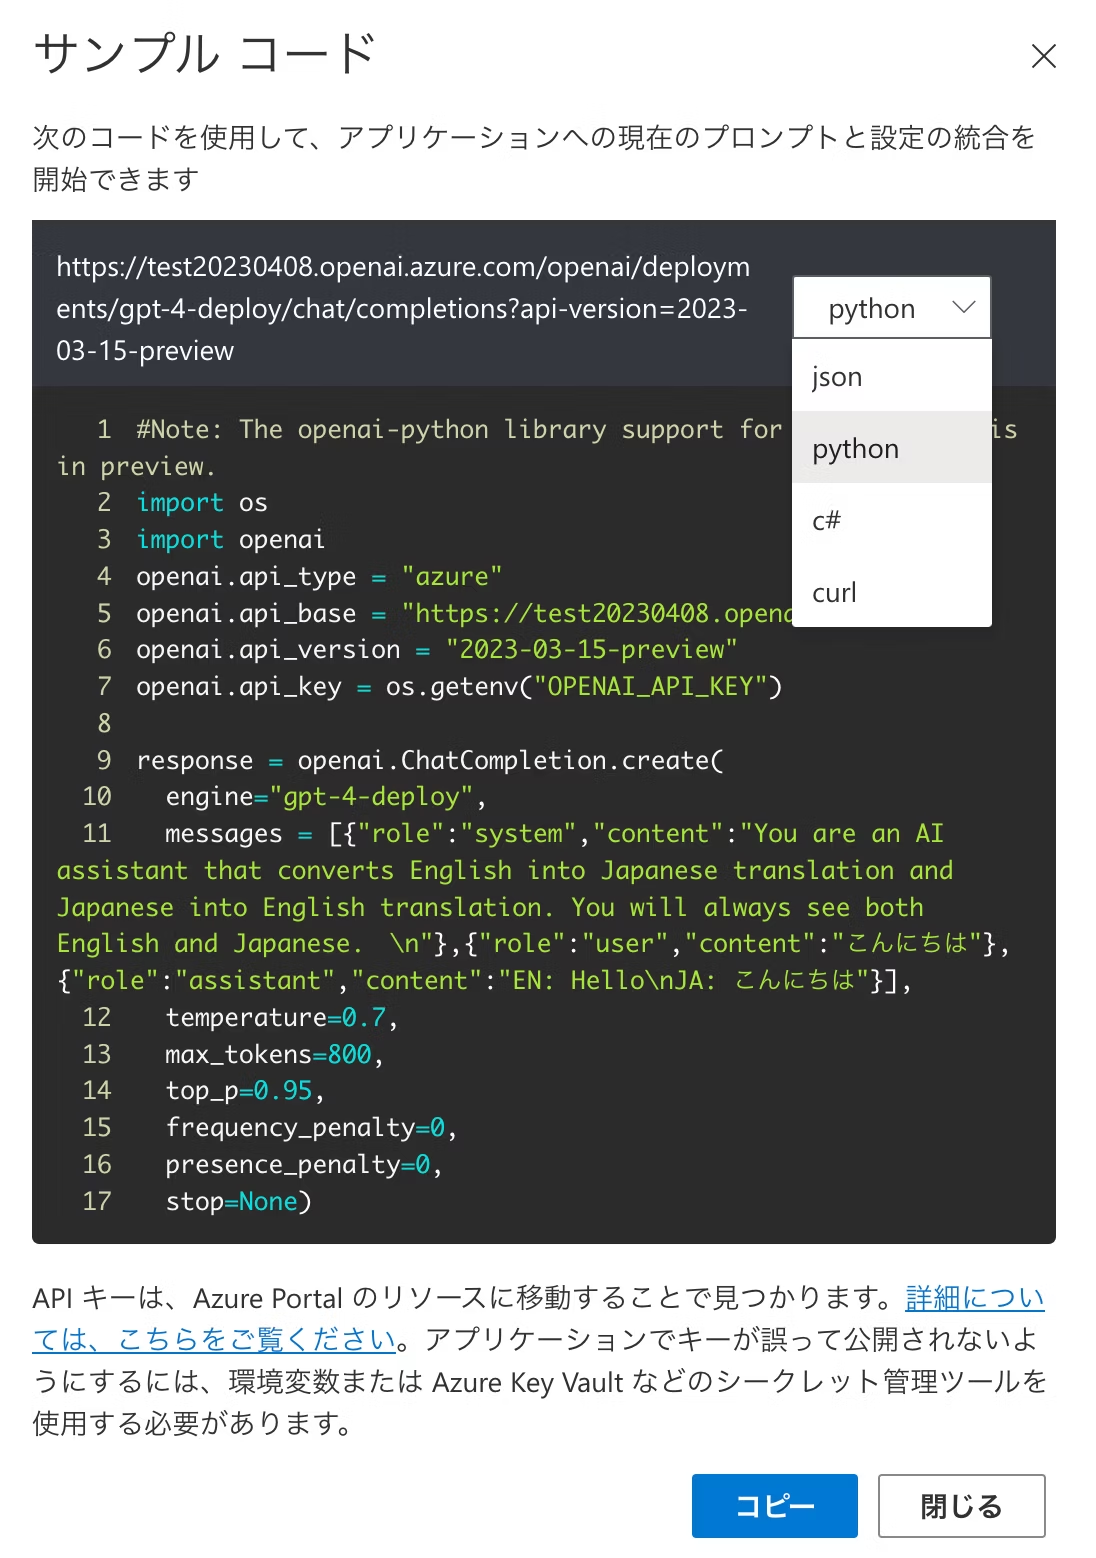 サンプル コード
次のコードを使用して、アプリケーションへの現在のプロンプトと設定の統合を
開始できます
https://test20230408.openai.azure.com/openai/deploym
ents/gpt-4-deploy/chat/completions?api-version=2023-
03-15-preview
python
json
python
c#
curl
1 #Note: The openai-python library support for is
in preview.
2 import os
3 import openai
4 openai.api_type = "azure"
5 openai.api_base = "https://test20230408.opena
6 openai.api_version = "2023-03-15-preview"
7 openai.api_key = os.getenv("OPENAI_API_KEY")
8
9 response = openai.ChatCompletion.create(
10 engine="gpt-4-deploy",
11 messages = [{"role":"system","content":"You are an AI
assistant that converts English into Japanese translation and
Japanese into English translation. You will always see both
English and Japanese.  \n"},{"role":"user","content":"こんにちは"},
{"role":"assistant","content":"EN: Hello\nJA: こんにちは"}],
12 temperature=0.7,
13 max_tokens=800,
14 top_p=0.95,
15 frequency_penalty=0,
16 presence_penalty=0,
17 stop=None)
API キーは、Azure Portal のリソースに移動することで見つかります。詳細につい
ては、こちらをご覧ください。アプリケーションでキーが誤って公開されないよ
うにするには、環境変数または Azure Key Vault などのシークレット管理ツールを
使用する必要があります。
コピー
閉じる